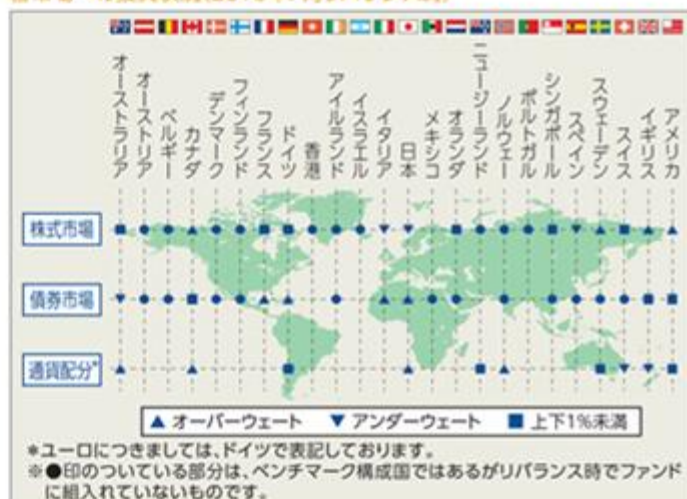 オーストラリア
オーストリア
ベルギー
カナダ
デンマーク
フィンランド
フランス
ドイツ
香港
アイルランド
イスラエル
イタリア
日本
メキシコ
オランダ
ニュージーランド
ノルウェー
ポルトガル
シンガポール
スペイン
スウェーデン
スイス
イギリス
アメリカ
株式市場
債券市場
通貨配分*
▲ オーバーウェート ▼ アンダーウェート ■ 上下1%未満
*ユーロにつきましては、ドイツで表記しております。
※●印のついている部分は、ベンチマーク構成国ではあるがリバランス時でファンド
に組入れていないものです。